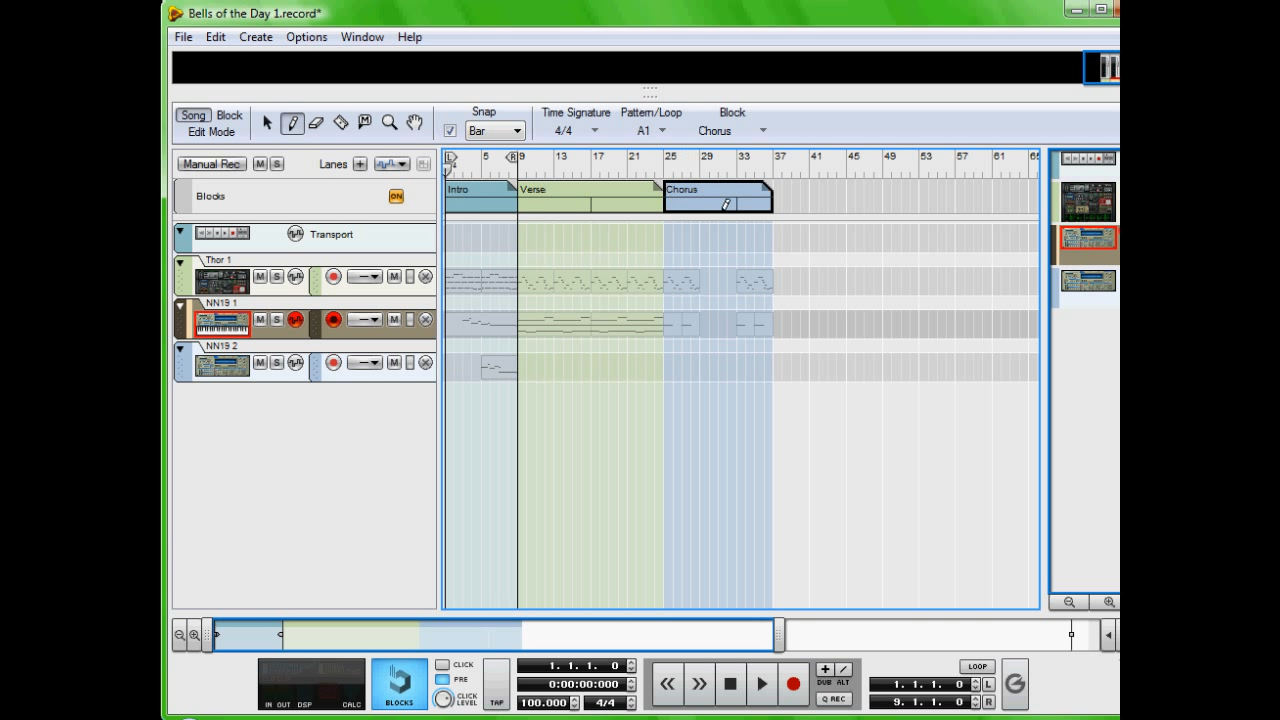 Bells of the Day 1.record*
File Edit Create Options Window Help
Song Block
Edit Mode
Snap
Bar
Time Signature
4/4
Pattern/Loop
A1
Block
Chorus
Manual Rec M S Lanes +
L 5 R 9 13 17 21 25 29 33 37 41 45 49 53 57 61 65
Blocks ON
Intro Verse Chorus
Transport
Thor 1
M S M
NN19 1
M S M
NN19 2
M S M
IN OUT DSP CALC
BLOCKS
CLICK
PRE
CLICK
LEVEL
TAP
1. 1. 1. 0
0:00:00:000
100.000 4/4
DUB ALT
Q REC
LOOP
1. 1. 1. 0 L
9. 1. 1. 0 R